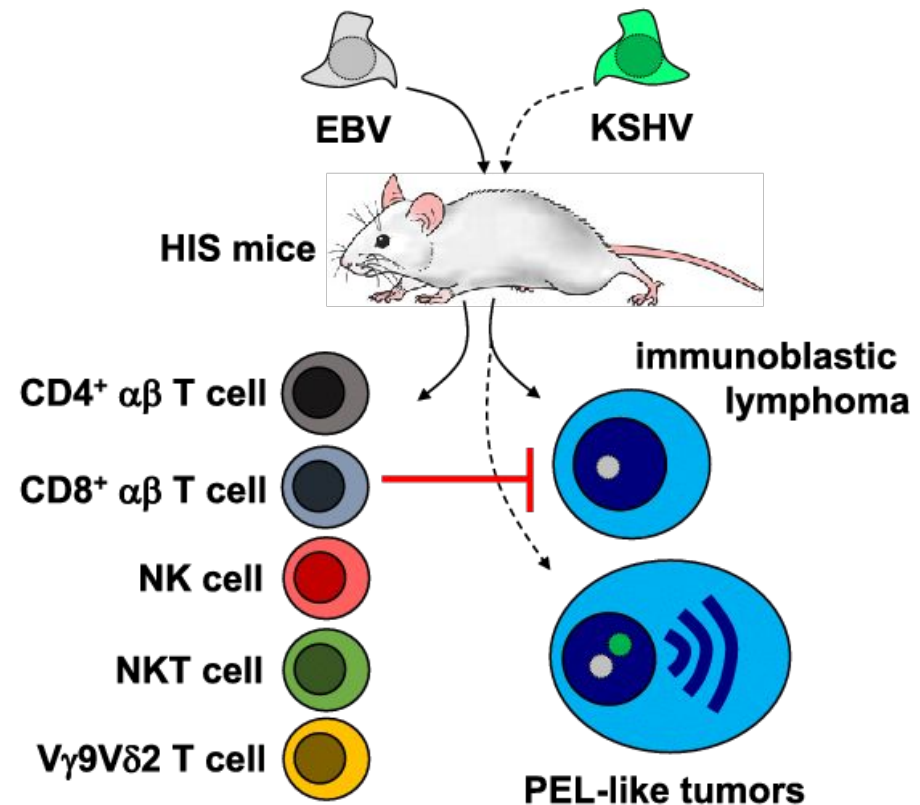 EBV
KSHV
HIS mice
immunoblastic
lymphoma
CD4⁺ αβ T cell
CD8⁺ αβ T cell
NK cell
NKT cell
Vγ9Vδ2 T cell
PEL-like tumors